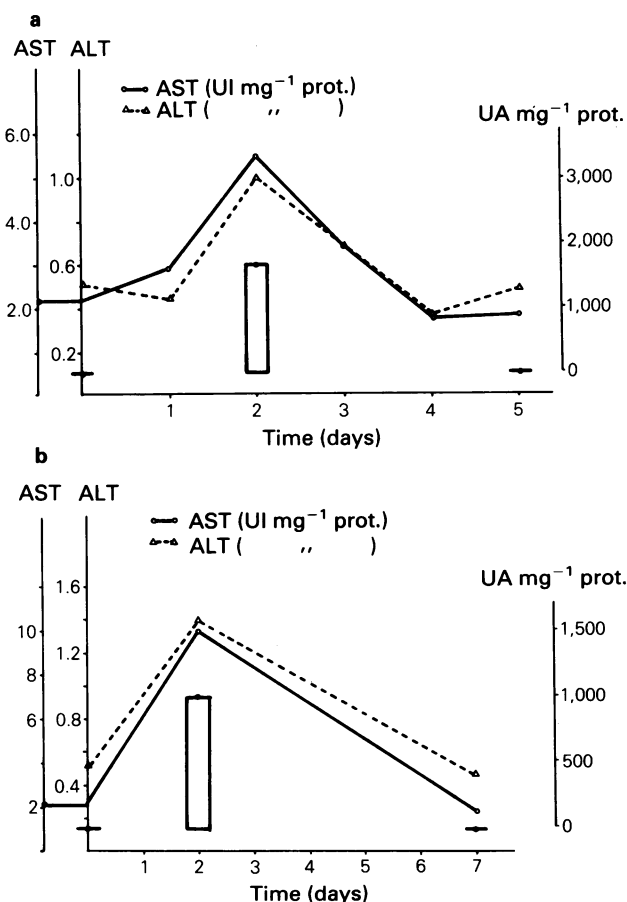 a
AST ALT
AST (UI mg⁻¹ prot.)
ALT ( ,, )
UA mg⁻¹ prot.
6.0
4.0
2.0
1.0
0.6
0.2
3,000
2,000
1,000
0
1 2 3 4 5
Time (days)
b
AST ALT
AST (UI mg⁻¹ prot.)
ALT ( ,, )
UA mg⁻¹ prot.
10
8
6
2
1.6
1.2
0.8
0.4
1,500
1,000
500
0
1 2 3 4 5 6 7
Time (days)